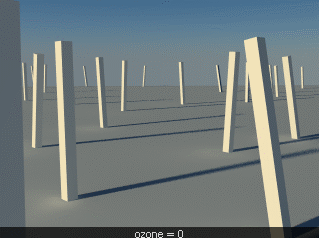 ozone = 0